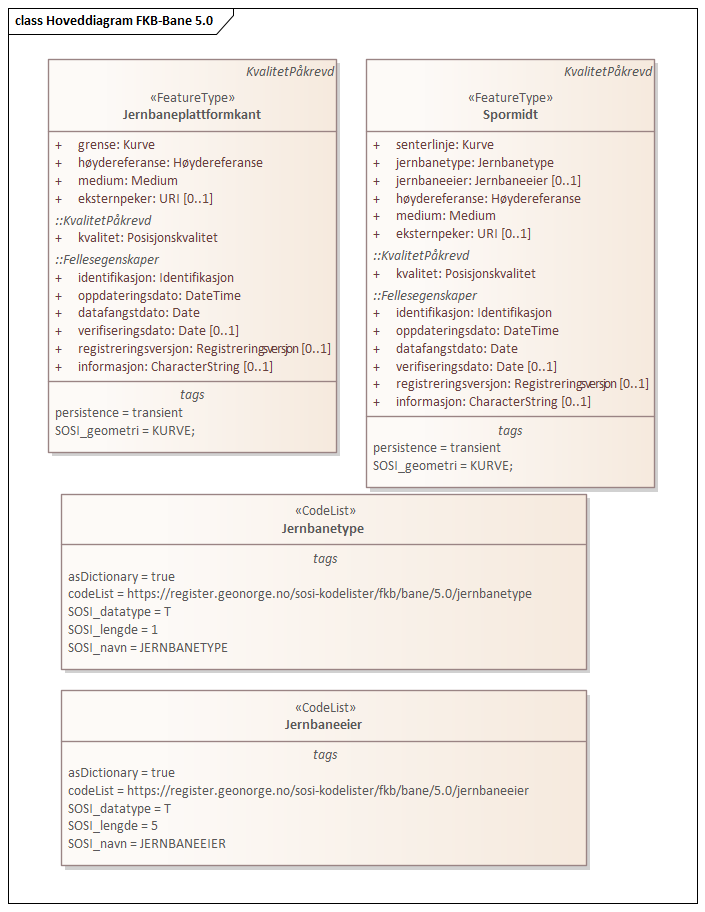 class Hoveddiagram FKB-Bane 5.0
KvalitetPåkrevd
«FeatureType»
Jernbaneplattformkant
+ grense: Kurve
+ høydereferanse: Høydereferanse
+ medium: Medium
+ eksternpeker: URI [0..1]
::KvalitetPåkrevd
+ kvalitet: Posisjonskvalitet
::Fellesegenskaper
+ identifikasjon: Identifikasjon
+ oppdateringsdato: DateTime
+ datafangstdato: Date
+ verifiseringsdato: Date [0..1]
+ registreringsversjon: Registreringsversjon [0..1]
+ informasjon: CharacterString [0..1]
tags
persistence = transient
SOSI_geometri = KURVE;
KvalitetPåkrevd
«FeatureType»
Spormidt
+ senterlinje: Kurve
+ jernbanetype: Jernbanetype
+ jernbaneeier: Jernbaneeier [0..1]
+ høydereferanse: Høydereferanse
+ medium: Medium
+ eksternpeker: URI [0..1]
::KvalitetPåkrevd
+ kvalitet: Posisjonskvalitet
::Fellesegenskaper
+ identifikasjon: Identifikasjon
+ oppdateringsdato: DateTime
+ datafangstdato: Date
+ verifiseringsdato: Date [0..1]
+ registreringsversjon: Registreringsversjon [0..1]
+ informasjon: CharacterString [0..1]
tags
persistence = transient
SOSI_geometri = KURVE;
«CodeList»
Jernbanetype
tags
asDictionary = true
codeList = https://register.geonorge.no/sosi-kodelister/fkb/bane/5.0/jernbanetype
SOSI_datatype = T
SOSI_lengde = 1
SOSI_navn = JERNBANETYPE
«CodeList»
Jernbaneeier
tags
asDictionary = true
codeList = https://register.geonorge.no/sosi-kodelister/fkb/bane/5.0/jernbaneeier
SOSI_datatype = T
SOSI_lengde = 5
SOSI_navn = JERNBANEEIER